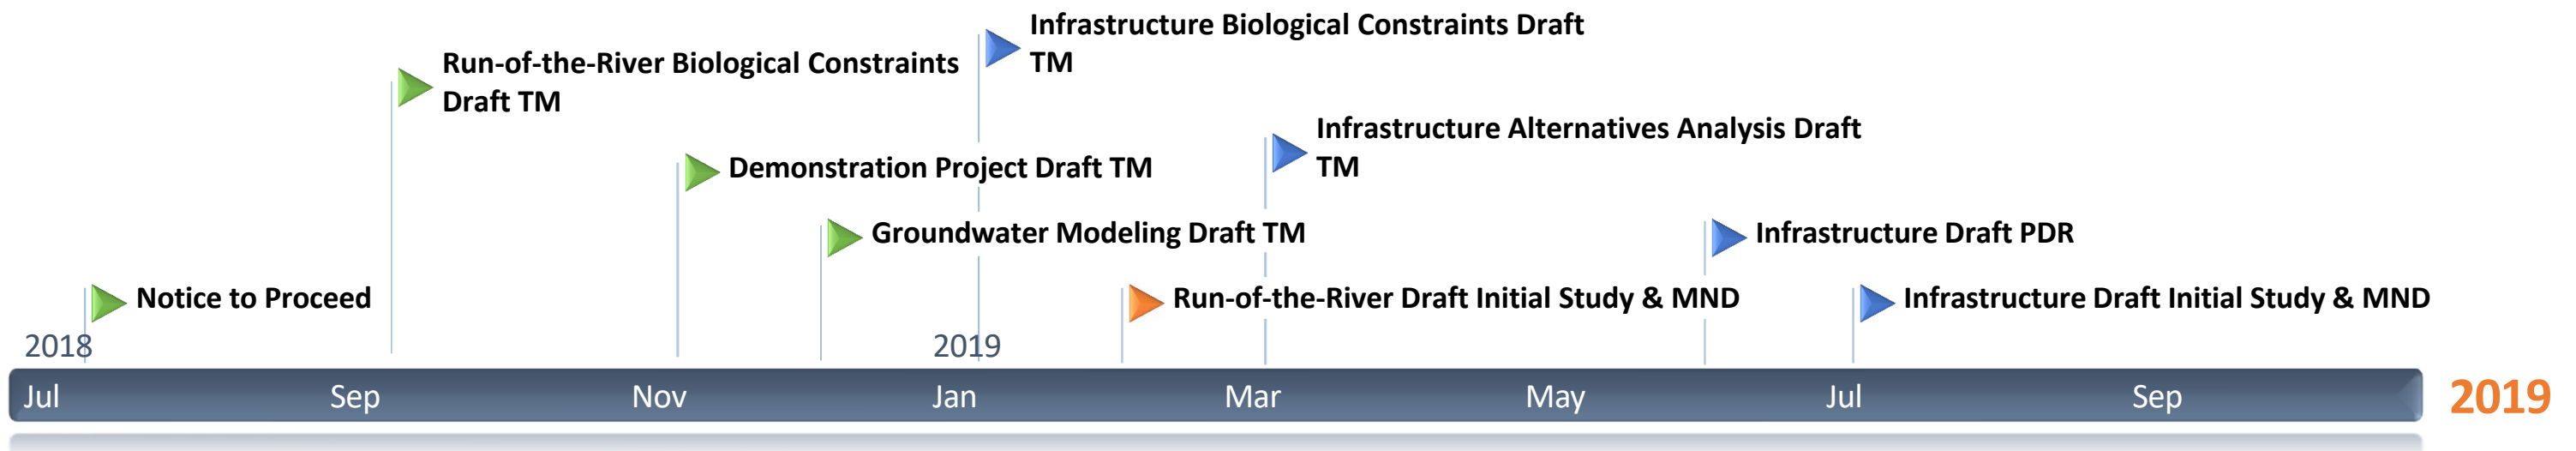 Infrastructure Biological Constraints Draft
TM
Run-of-the-River Biological Constraints
Draft TM
Infrastructure Alternatives Analysis Draft
TM
Demonstration Project Draft TM
Groundwater Modeling Draft TM
Infrastructure Draft PDR
Notice to Proceed
Run-of-the-River Draft Initial Study & MND
Infrastructure Draft Initial Study & MND
2018
2019
Jul Sep Nov Jan Mar May Jul Sep
2019